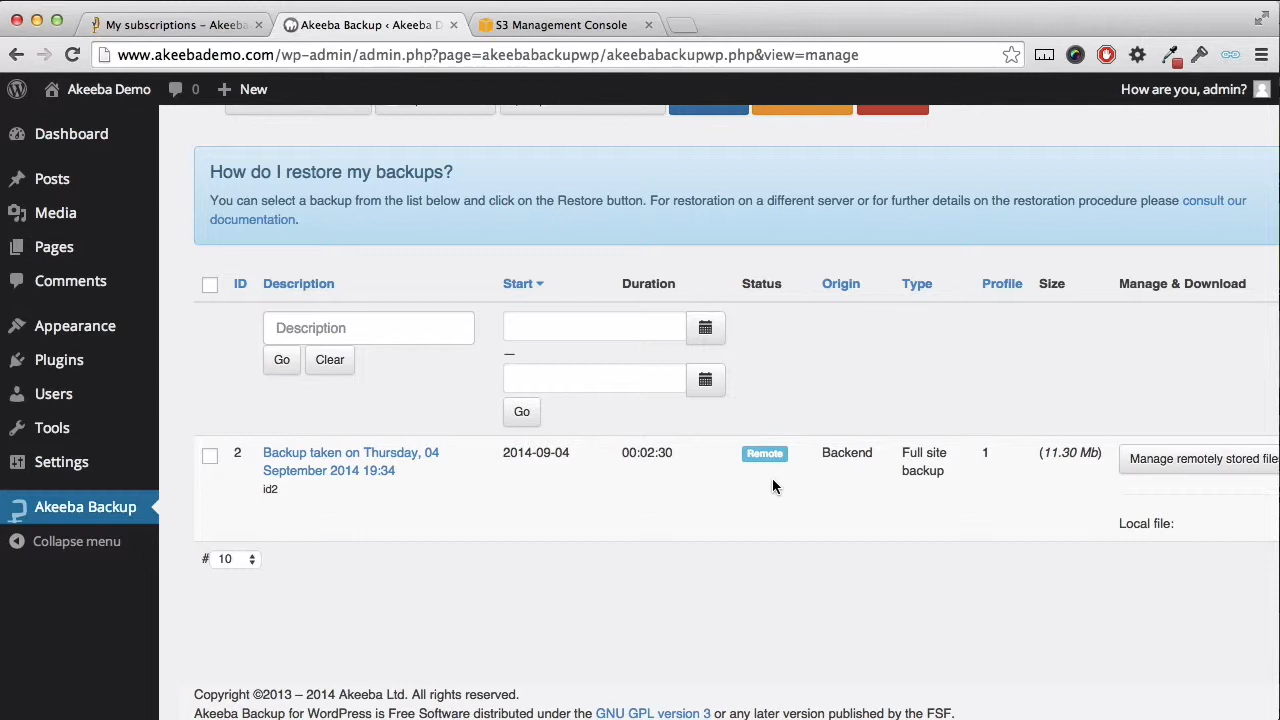 My subscriptions – Akeeba
Akeeba Backup ‹ Akeeba D
S3 Management Console
www.akeebademo.com/wp-admin/admin.php?page=akeebabackupwp/akeebabackupwp.php&view=manage
Akeeba Demo
0
New
How are you, admin?
Dashboard
Posts
Media
Pages
Comments
Appearance
Plugins
Users
Tools
Settings
Akeeba Backup
Collapse menu
How do I restore my backups?
You can select a backup from the list below and click on the Restore button. For restoration on a different server or for further details on the restoration procedure please consult our
documentation.
ID Description Start Duration Status Origin Type Profile Size Manage & Download
Description
Go Clear
—
Go
2 Backup taken on Thursday, 04 2014-09-04 00:02:30 Remote Backend Full site 1 (11.30 Mb) Manage remotely stored file
September 2014 19:34 backup
id2
Local file:
# 10
Copyright ©2013 – 2014 Akeeba Ltd. All rights reserved.
Akeeba Backup for WordPress is Free Software distributed under the GNU GPL version 3 or any later version published by the FSF.